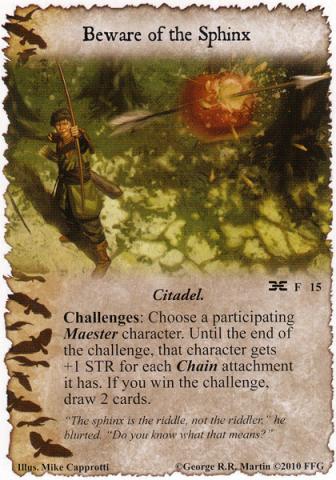 Beware of the Sphinx
F 15
Citadel.
Challenges: Choose a participating
Maester character. Until the end of
the challenge, that character gets
+1 STR for each Chain attachment
it has. If you win the challenge,
draw 2 cards.
"The sphinx is the riddle, not the riddler," he
blurted. "Do you know what that means?"
Illus. Mike Capprotti ©George R.R. Martin ©2010 FFG